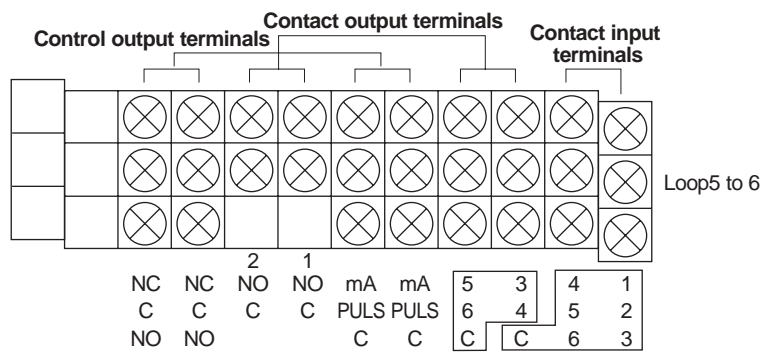 Contact output terminals
Control output terminals
Contact input
terminals
Loop5 to 6
2 1
NC NC NO NO mA mA 5 3 4 1
C C C C PULS PULS 6 4 5 2
NO NO C C C C 6 3